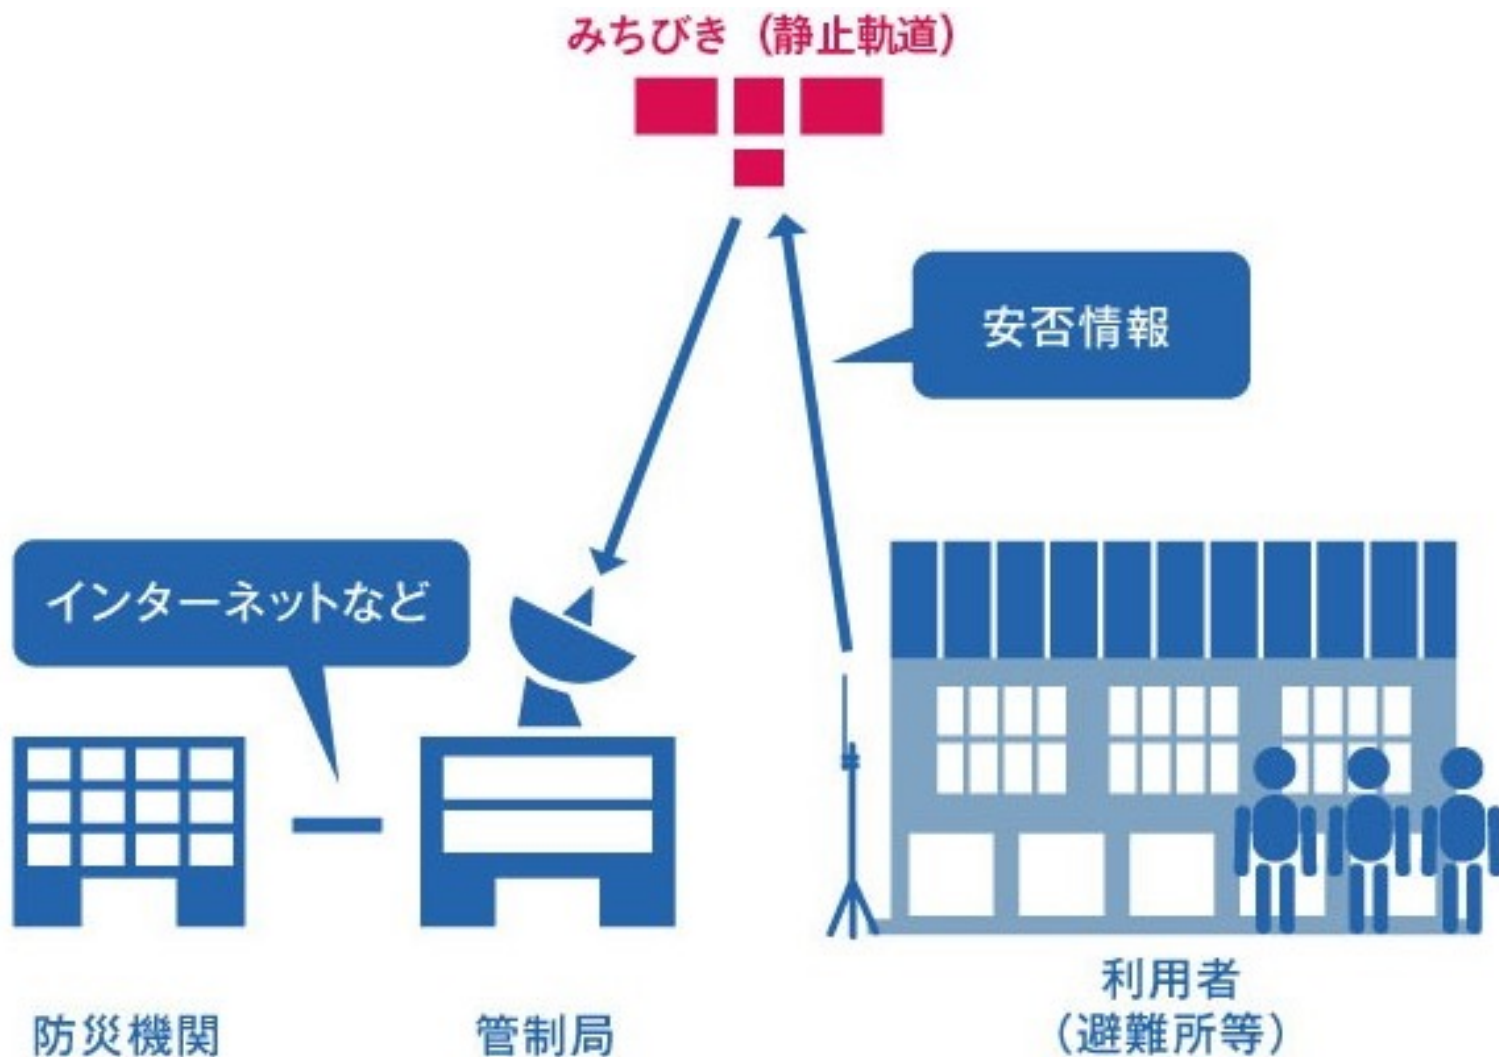 みちびき（静止軌道）
安否情報
インターネットなど
防災機関
管制局
利用者
（避難所等）